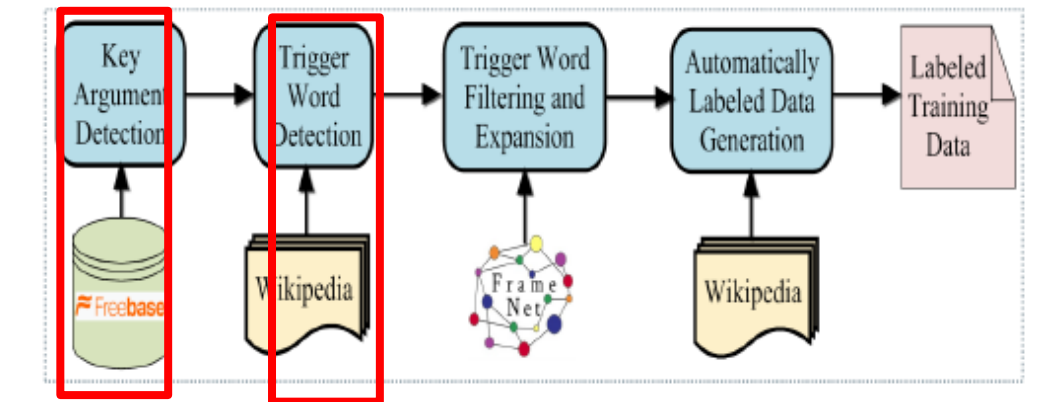 Key
Argument
Detection
Trigger
Word
Detection
Trigger Word
Filtering and
Expansion
Automatically
Labeled Data
Generation
Labeled
Training
Data
Freebase
Wikipedia
Frame
Net
Wikipedia